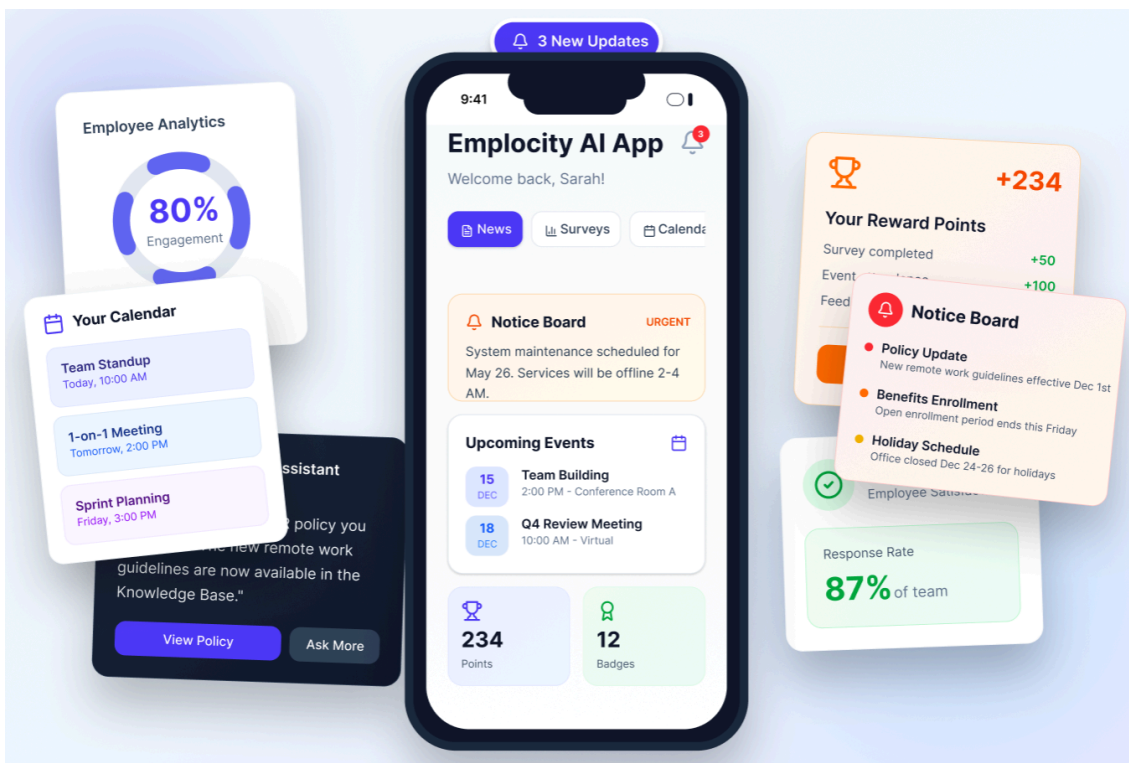 3 New Updates
Employee Analytics
80%
Engagement
Your Calendar
Team Standup
Today, 10:00 AM
1-on-1 Meeting
Tomorrow, 2:00 PM
Sprint Planning
Friday, 3:00 PM
policy you
new remote work
guidelines are now available in the
Knowledge Base."
View Policy
Ask More
9:41
Emplocity AI App
3
Welcome back, Sarah!
News
Surveys
Notice Board
URGENT
System maintenance scheduled for
May 26. Services will be offline 2-4
AM.
Upcoming Events
15
DEC
Team Building
2:00 PM - Conference Room A
18
DEC
Q4 Review Meeting
10:00 AM - Virtual
234
Points
12
Badges
+234
Your Reward Points
Survey completed
+50
Event
+100
Notice Board
Policy Update
New remote work guidelines effective Dec 1st
Benefits Enrollment
Open enrollment period ends this Friday
Holiday Schedule
Office closed Dec 24-26 for holidays
Employee
Response Rate
87% of team